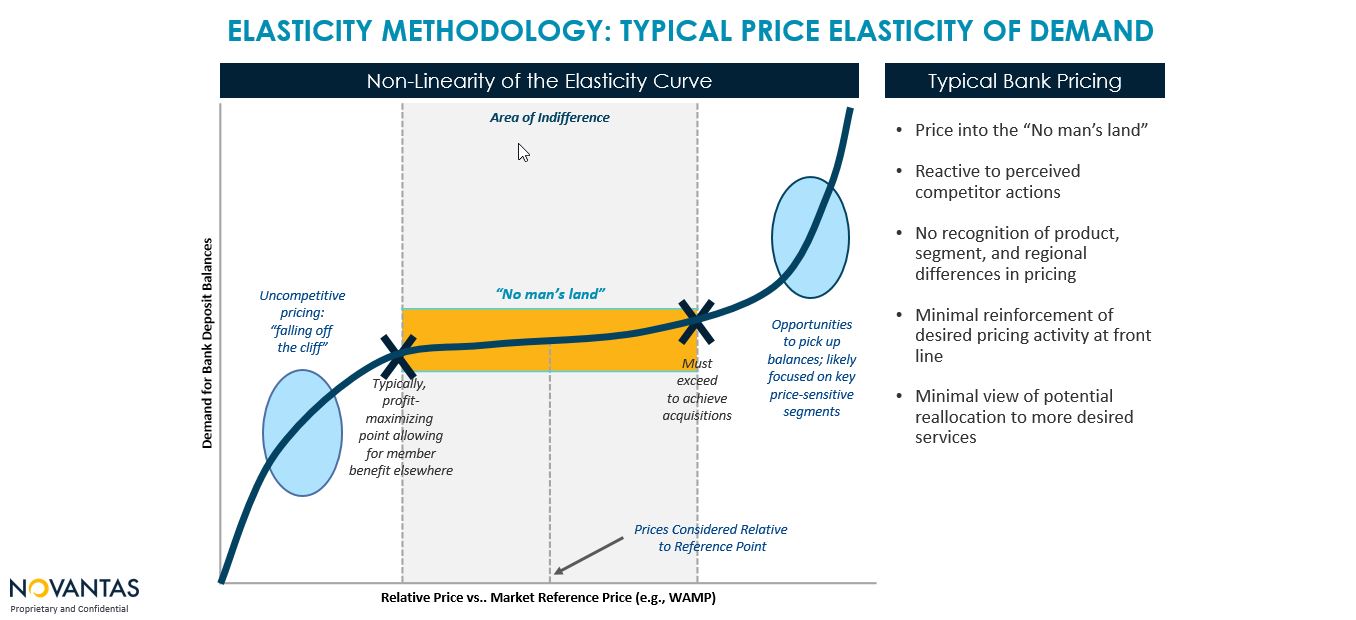 ELASTICITY METHODOLOGY: TYPICAL PRICE ELASTICITY OF DEMAND
Non-Linearity of the Elasticity Curve
Area of Indifference
"No man's land"
Uncompetitive
pricing:
"falling off
the cliff"
Typically,
profit-
maximizing
point allowing
for member
benefit elsewhere
Must
exceed
to achieve
acquisitions
Opportunities
to pick up
balances; likely
focused on key
price-sensitive
segments
Prices Considered Relative
to Reference Point
Demand for Bank Deposit Balances
Relative Price vs.. Market Reference Price (e.g., WAMP)
Typical Bank Pricing
• Price into the "No man's land"
• Reactive to perceived
competitor actions
• No recognition of product,
segment, and regional
differences in pricing
• Minimal reinforcement of
desired pricing activity at front
line
• Minimal view of potential
reallocation to more desired
services
NOVANTAS
Proprietary and Confidential